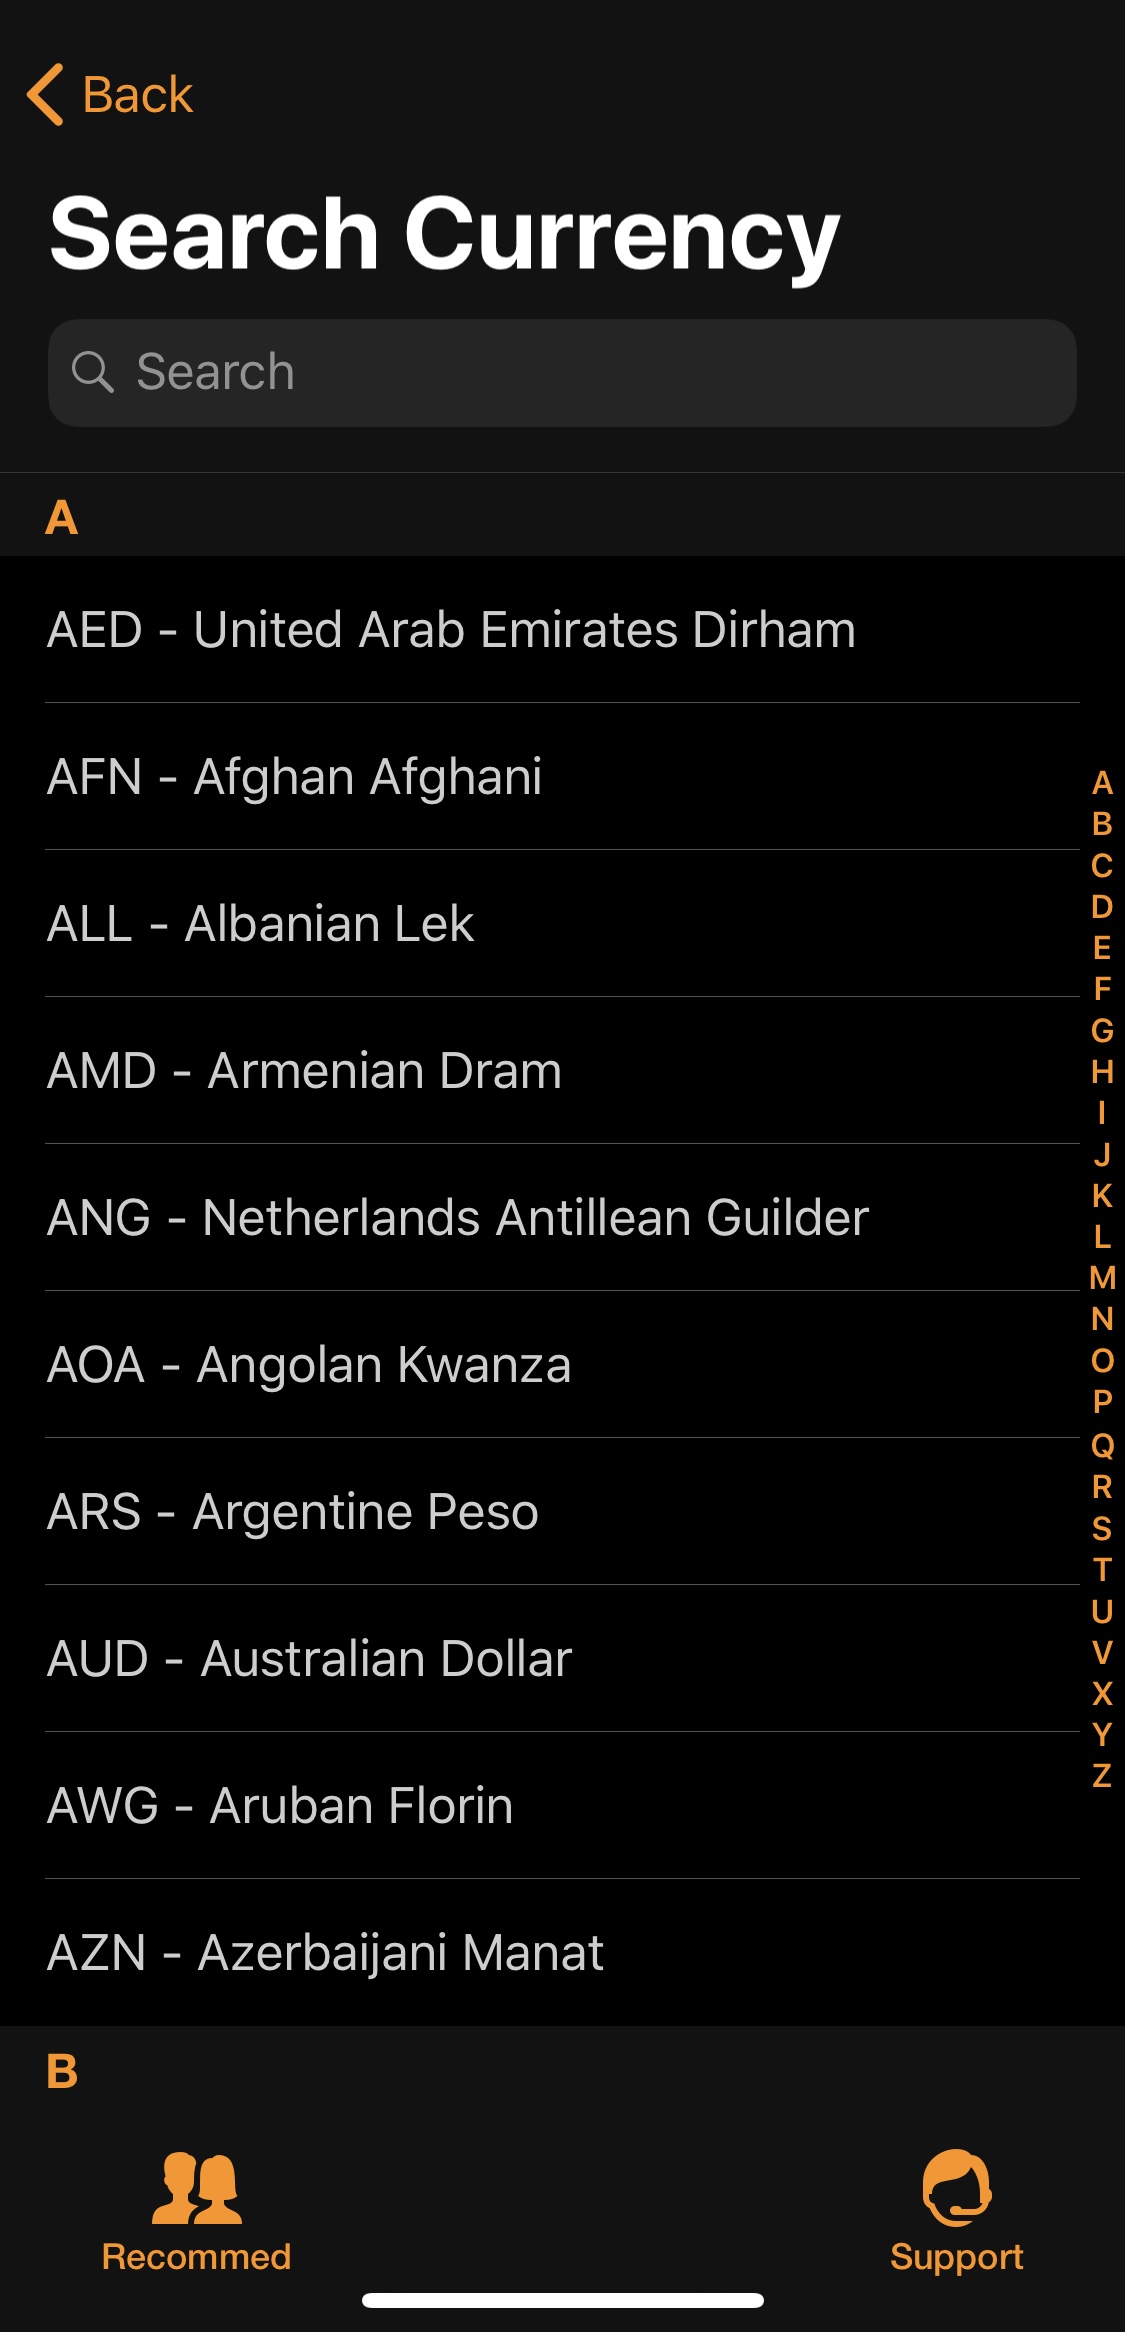 Back
Search Currency
Search
A
AED - United Arab Emirates Dirham
AFN - Afghan Afghani
ALL - Albanian Lek
AMD - Armenian Dram
ANG - Netherlands Antillean Guilder
AOA - Angolan Kwanza
ARS - Argentine Peso
AUD - Australian Dollar
AWG - Aruban Florin
AZN - Azerbaijani Manat
A
B
C
D
E
F
G
H
I
J
K
L
M
N
O
P
Q
R
S
T
U
V
X
Y
Z
B
Recommed
Support